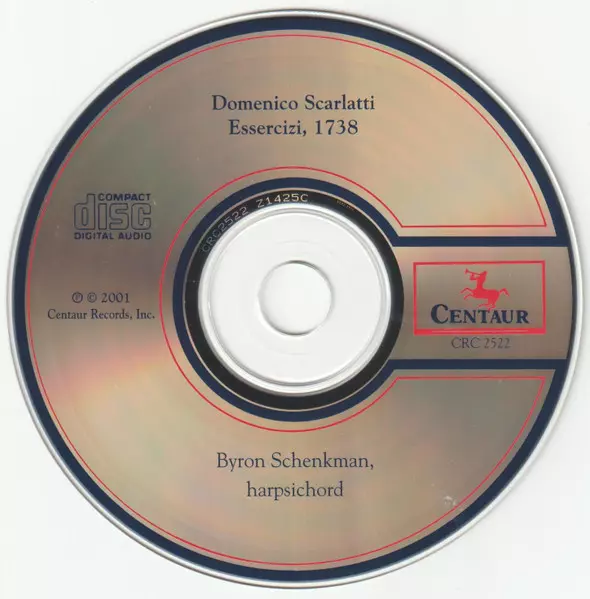 Domenico Scarlatti
Essercizi, 1738
COMPACT
disc
DIGITAL AUDIO
CRC2522 Z1425C
℗ © 2001
Centaur Records, Inc.
CENTAUR
CRC 2522
Byron Schenkman,
harpsichord